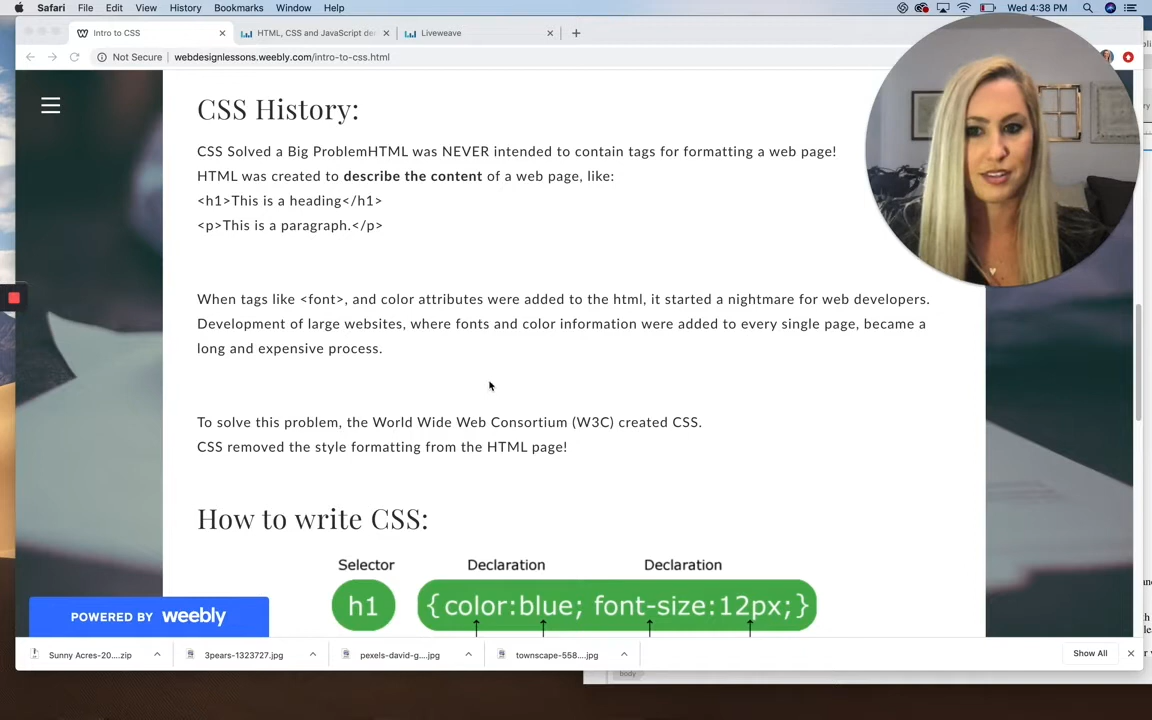 Safari File Edit View History Bookmarks Window Help Wed 4:38 PM
Intro to CSS HTML, CSS and JavaScript de Liveweave
Not Secure webdesignlessons.weebly.com/intro-to-css.html
CSS History:
CSS Solved a Big ProblemHTML was NEVER intended to contain tags for formatting a web page!
HTML was created to describe the content of a web page, like:
<h1>This is a heading</h1>
<p>This is a paragraph.</p>
When tags like <font>, and color attributes were added to the html, it started a nightmare for web developers.
Development of large websites, where fonts and color information were added to every single page, became a
long and expensive process.
To solve this problem, the World Wide Web Consortium (W3C) created CSS.
CSS removed the style formatting from the HTML page!
How to write CSS:
Selector Declaration Declaration
h1 {color:blue; font-size:12px;}
POWERED BY weebly
Sunny Acres-20....zip 3pears-1323727.jpg pexels-david-g....jpg townscape-558....jpg Show All
body